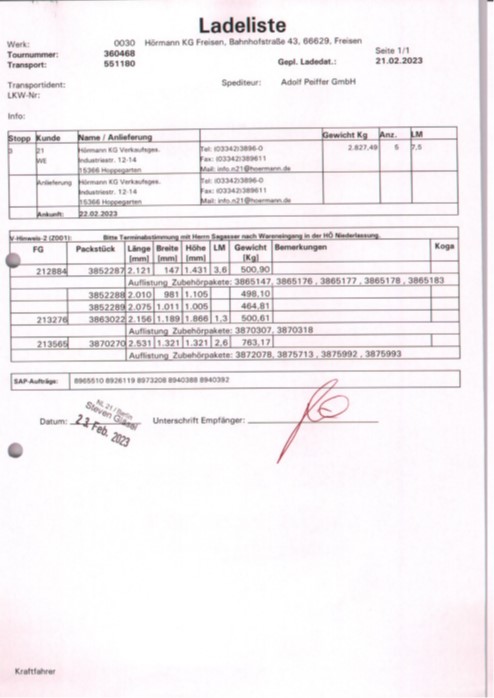 Ladeliste
Werk: 0030 Hörmann KG Freisen, Bahnhofstraße 43, 66629, Freisen
Tournummer: 360468 Seite 1/1
Transport: 551180 Gepl. Ladedat.: 21.02.2023
Transportident: Spediteur: Adolf Peiffer GmbH
LKW-Nr:
Info:
Stopp Kunde Name / Anlieferung Gewicht Kg Anz. LM
3 21 Hörmann KG Verkaufsges. Tel: (03342)3896-0 2.827,49 5 7,5
WE Industriestr. 12-14 Fax: (03342)389611
15366 Hoppegarten Mail: info.n21@hoermann.de
Anlieferung Hörmann KG Verkaufsges. Tel: (03342)3896-0
Industriestr. 12-14 Fax: (03342)389611
15366 Hoppegarten Mail: info.n21@hoermann.de
Ankunft: 22.02.2023
V-Hinweis-2 (2001): Bitte Terminabstimmung mit Herrn Segasser nach Wareneingang in der HÖ Niederlassung.
FG Packstück Länge [mm] Breite [mm] Höhe [mm] LM Gewicht [Kg] Bemerkungen Koga
212884 3852287 2.121 147 1.431 3,6 500,90
Auflistung Zubehörpakete: 3865147, 3865176 , 3865177 , 3865178 , 3865183
3852288 2.010 981 1.105 498,10
3852289 2.075 1.011 1.005 464,81
213276 3863022 2.156 1.189 1.866 1,3 500,61
Auflistung Zubehörpakete: 3870307, 3870318
213565 3870270 2.531 1.321 1.321 2,6 763,17
Auflistung Zubehörpakete: 3872078, 3875713 , 3875992 , 3875993
SAP-Aufträge: 8965510 8926119 8973208 8940388 8940392
NL 21 / Berlin
Steven Giasel
Datum: 23. Feb. 2023 Unterschrift Empfänger:
Kraftfahrer